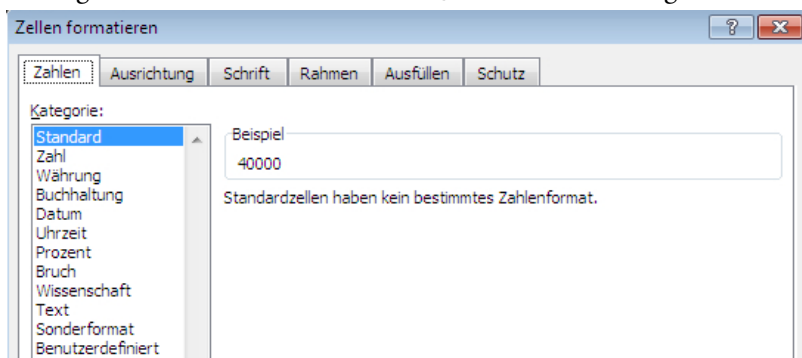 Zellen formatieren
Zahlen Ausrichtung Schrift Rahmen Ausfüllen Schutz
Kategorie:
Standard
Zahl
Währung
Buchhaltung
Datum
Uhrzeit
Prozent
Bruch
Wissenschaft
Text
Sonderformat
Benutzerdefiniert
Beispiel
40000
Standardzellen haben kein bestimmtes Zahlenformat.